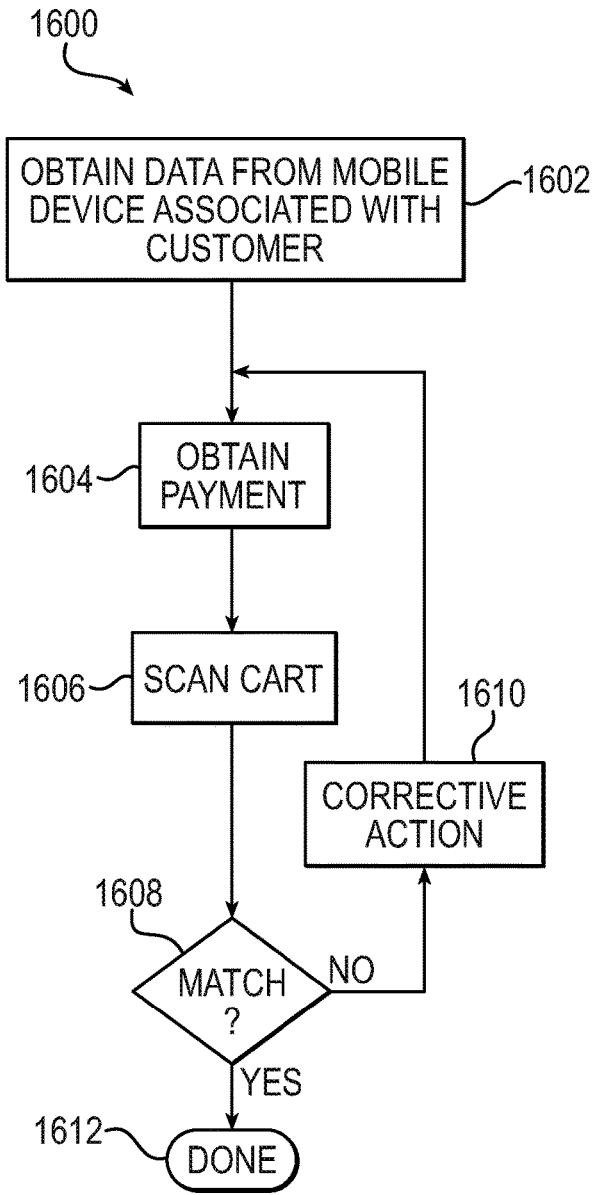 1600
OBTAIN DATA FROM MOBILE
DEVICE ASSOCIATED WITH
CUSTOMER
1602
OBTAIN
PAYMENT
1604
SCAN CART
1606
1610
CORRECTIVE
ACTION
1608
MATCH
?
NO
YES
1612
DONE